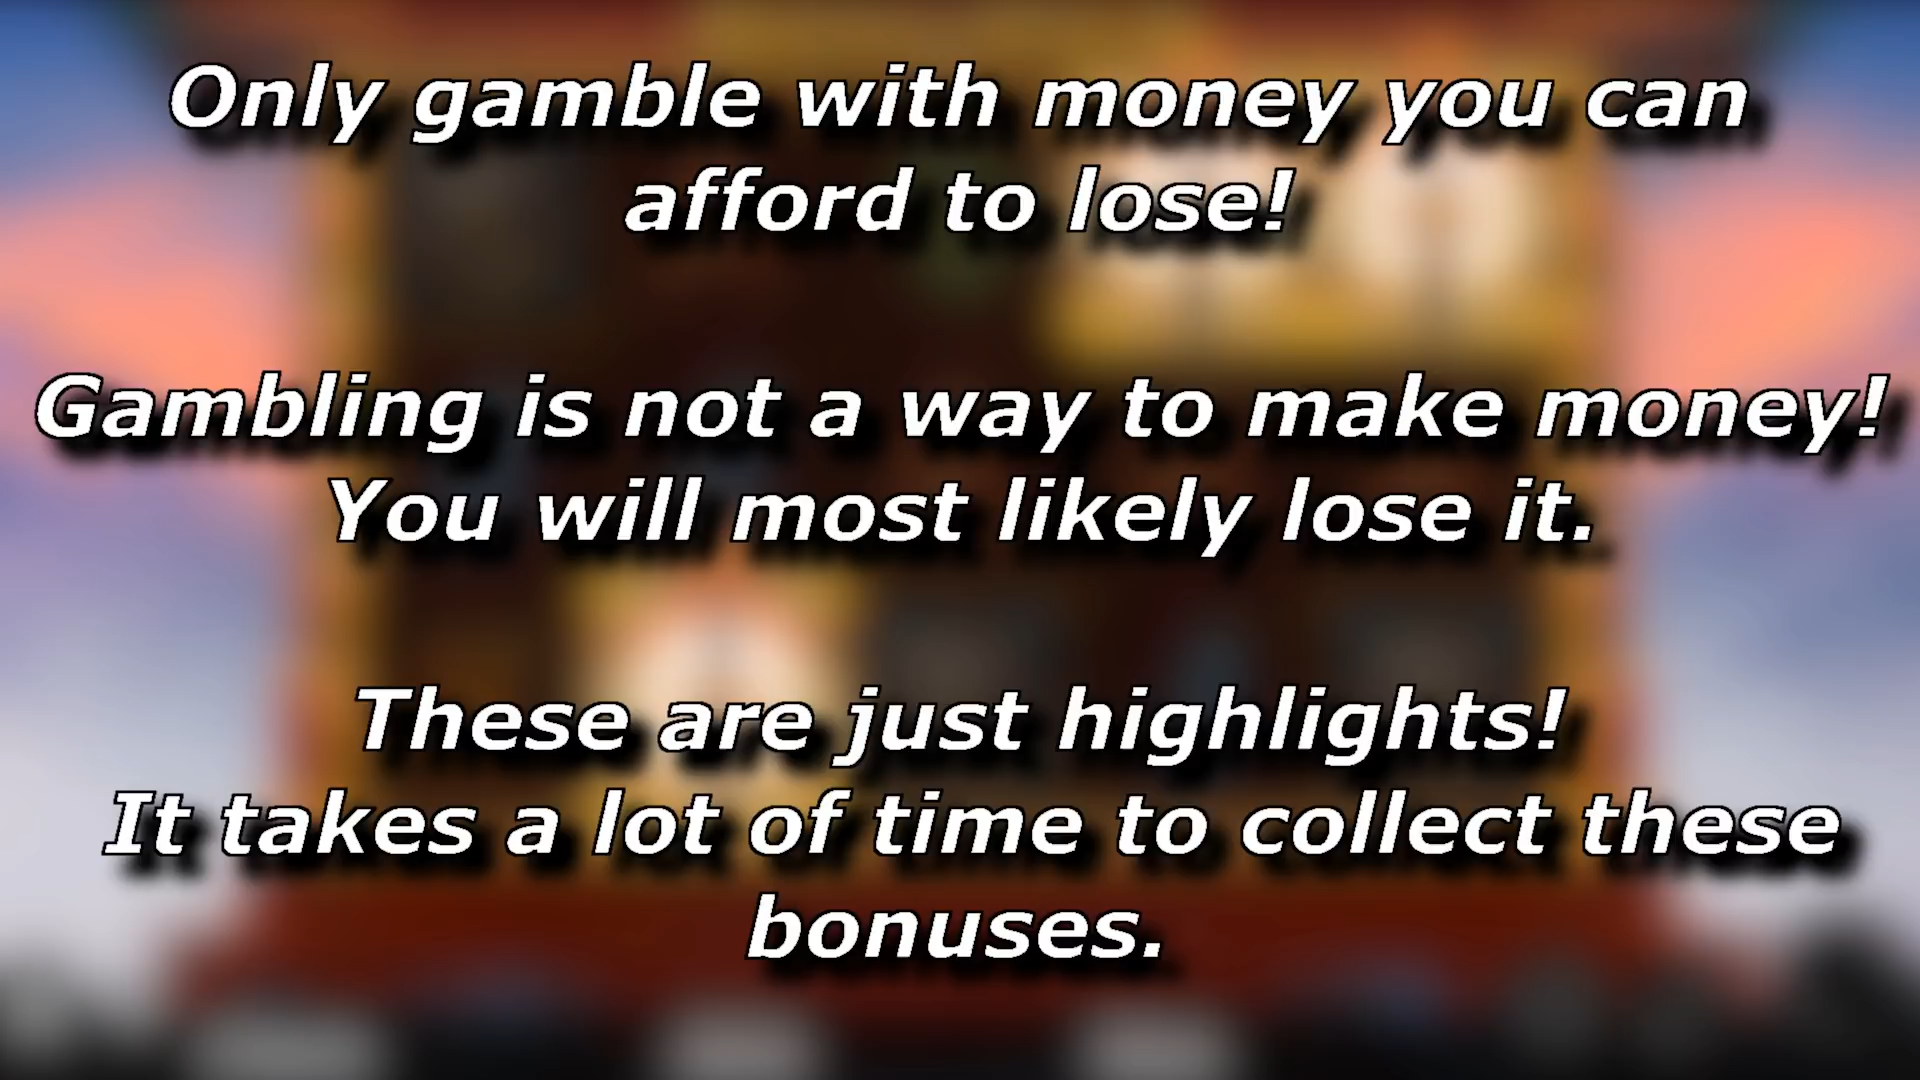 Only gamble with money you can
afford to lose!
Gambling is not a way to make money!
You will most likely lose it.
These are just highlights!
It takes a lot of time to collect these
bonuses.